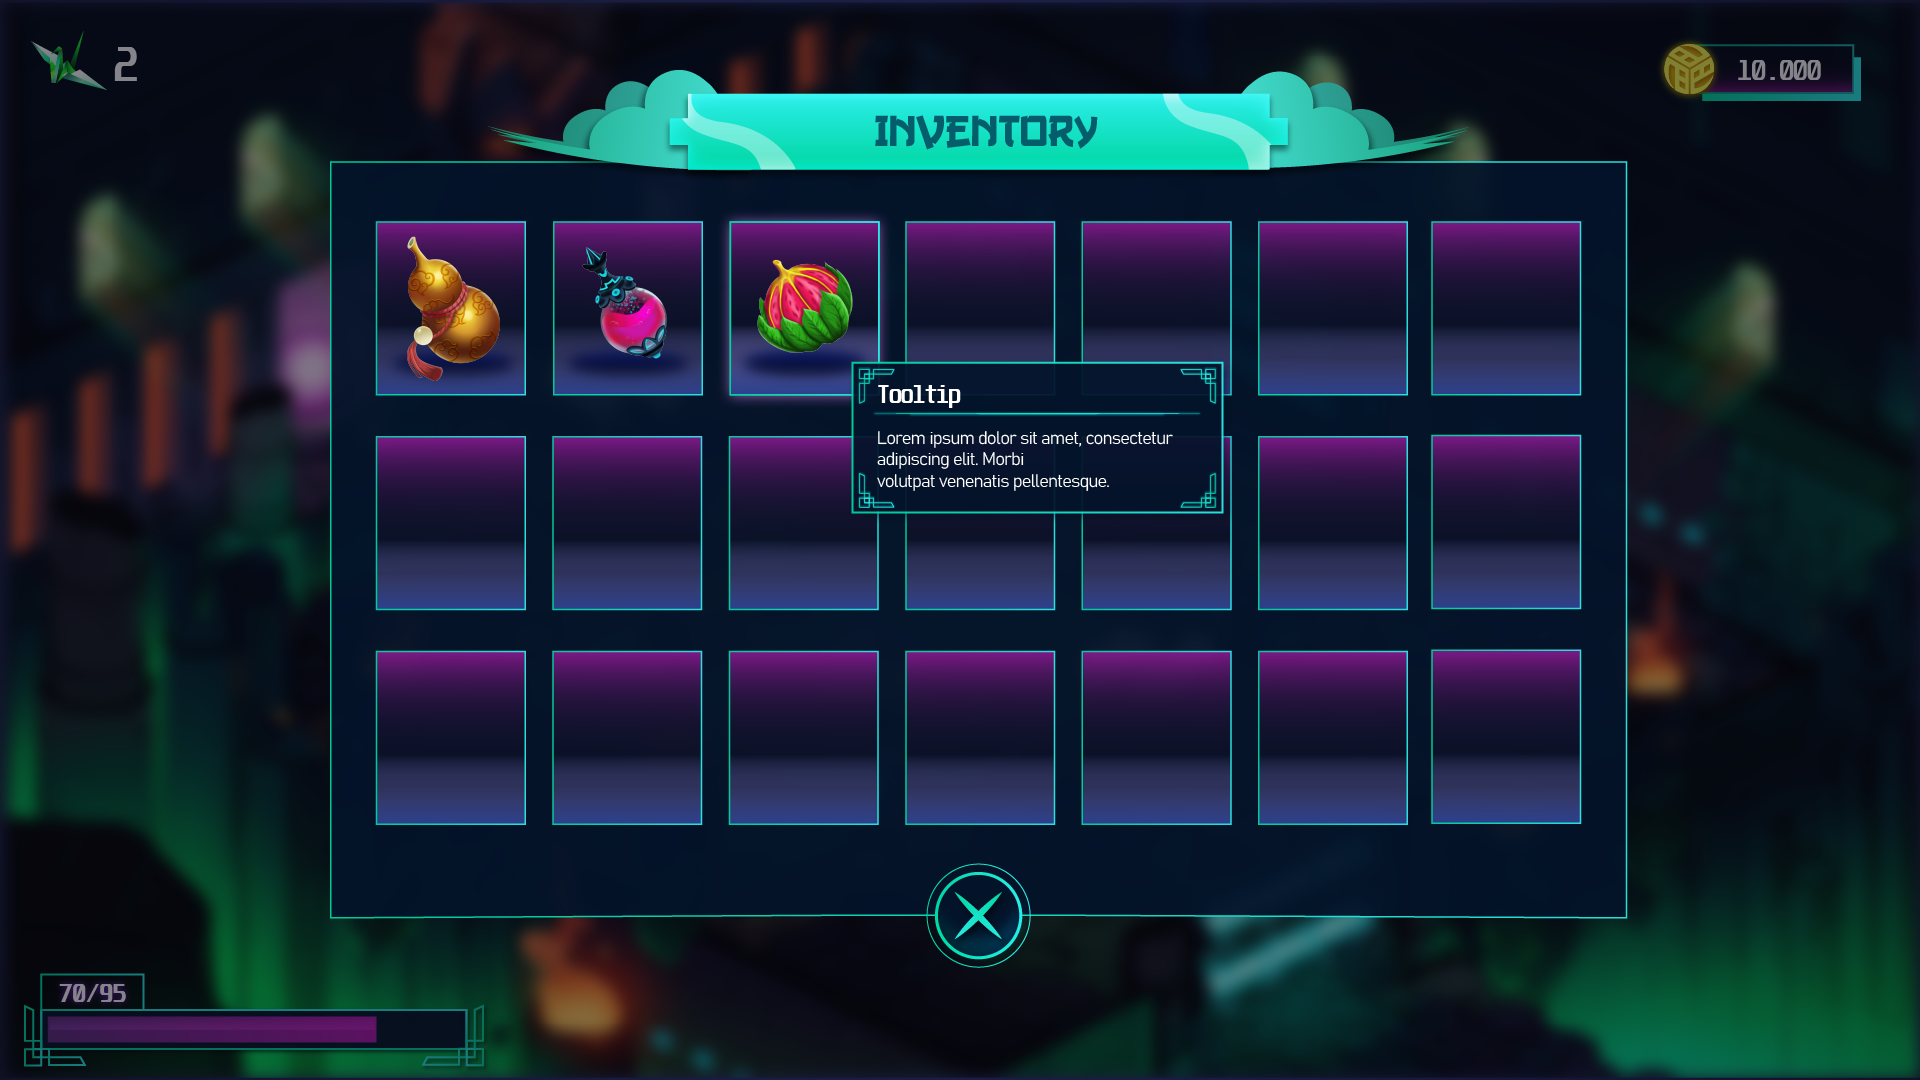 2
10.000
INVENTORY
Tooltip
Lorem ipsum dolor sit amet, consectetur
adipiscing elit. Morbi
volutpat venenatis pellentesque.
70/95